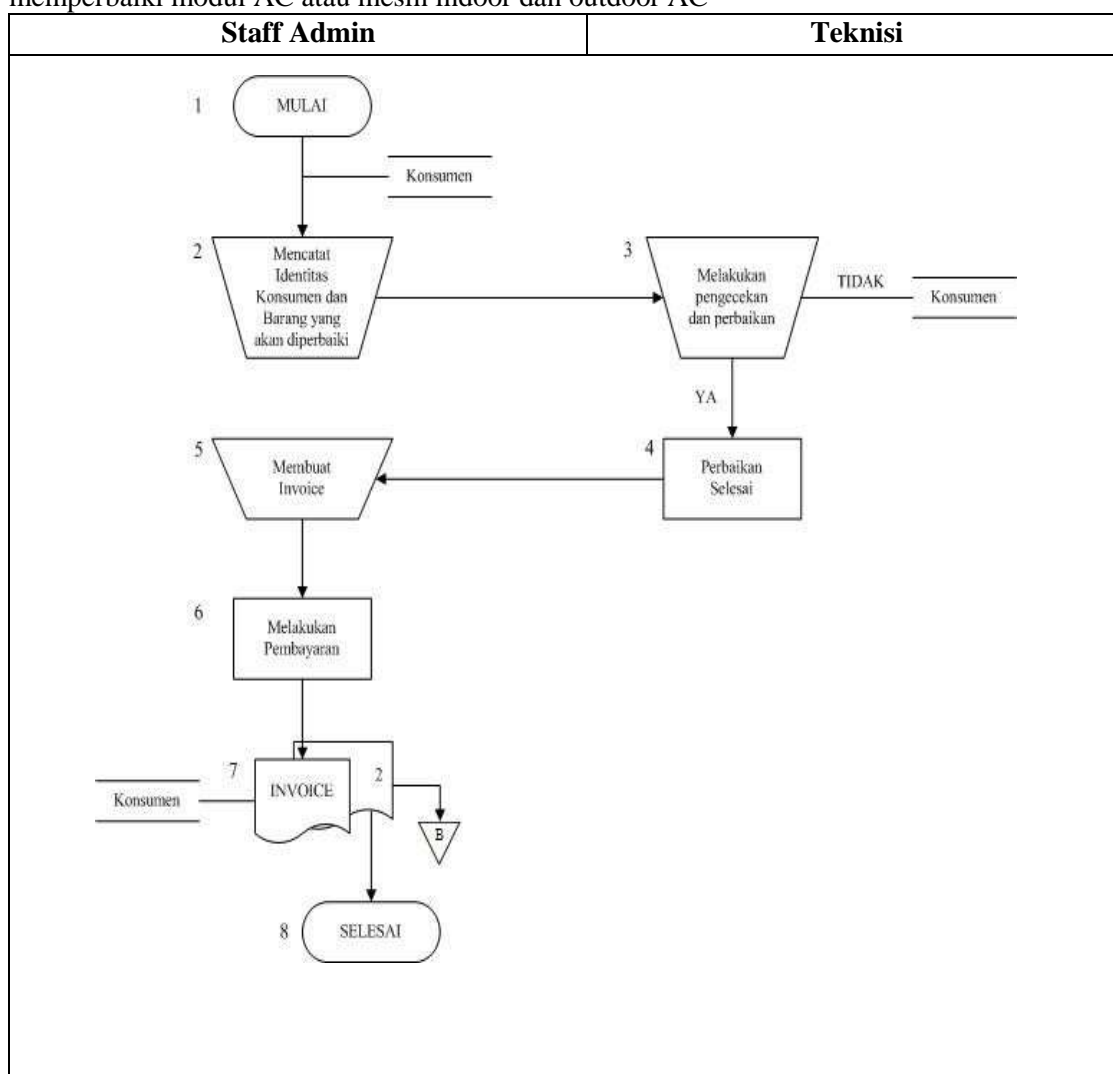 memperbaiki modul AC atau mesin indoor dan outdoor AC
Staff Admin
Teknisi
1
MULAI
Konsumen
2
Mencatat
Identitas
Konsumen dan
Barang yang
akan diperbaiki
3
Melakukan
pengecekan
dan perbaikan
TIDAK
Konsumen
YA
5
Membuat
Invoice
4
Perbaikan
Selesai
6
Melakukan
Pembayaran
7
INVOICE
2
Konsumen
B
8
SELESAI